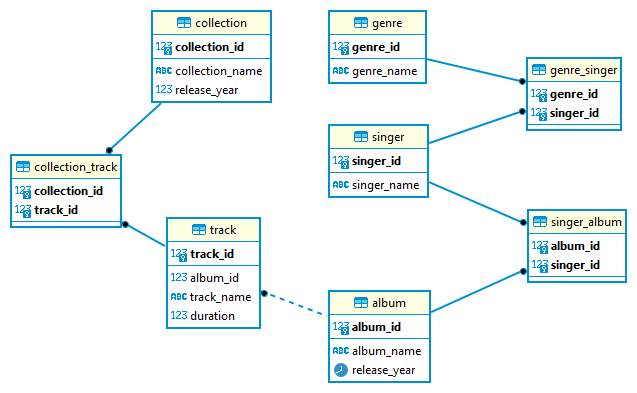 collection
123 collection_id
ABC collection_name
123 release_year
genre
123 genre_id
ABC genre_name
genre_singer
123 genre_id
123 singer_id
singer
123 singer_id
ABC singer_name
collection_track
123 collection_id
123 track_id
track
123 track_id
123 album_id
ABC track_name
123 duration
singer_album
123 album_id
123 singer_id
album
123 album_id
ABC album_name
release_year